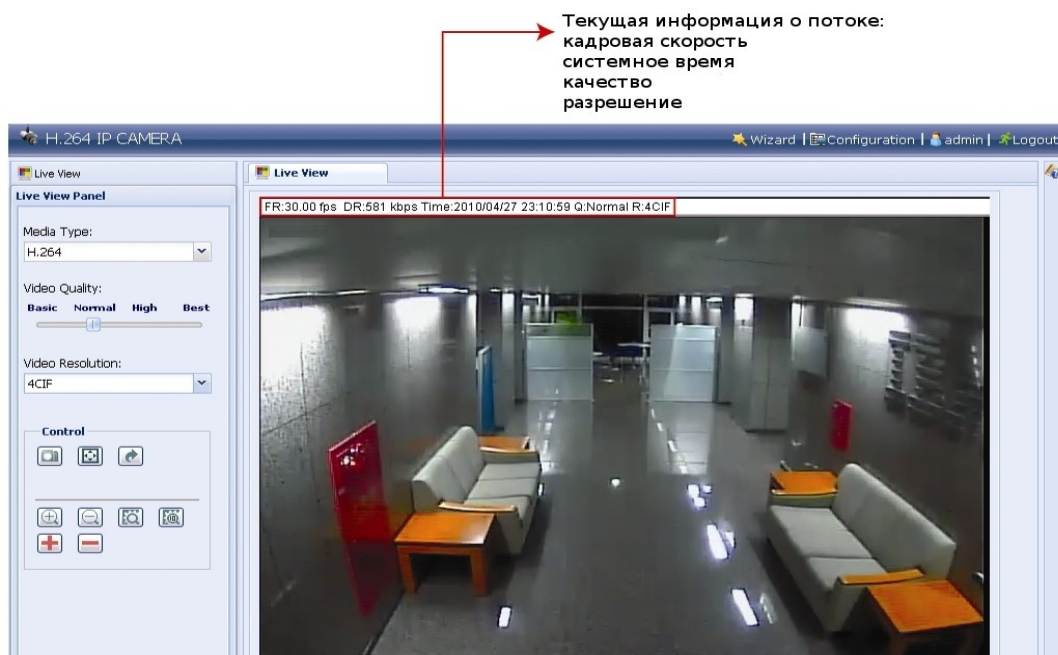 Текущая информация о потоке:
кадровая скорость
системное время
качество
разрешение
H.264 IP CAMERA
Wizard | Configuration | admin | Logout
Live View
Live View
Live View Panel
FR:30.00 fps DR:581 kbps Time:2010/04/27 23:10:59 Q:Normal R:4CIF
Media Type:
H.264
Video Quality:
Basic Normal High Best
Video Resolution:
4CIF
Control